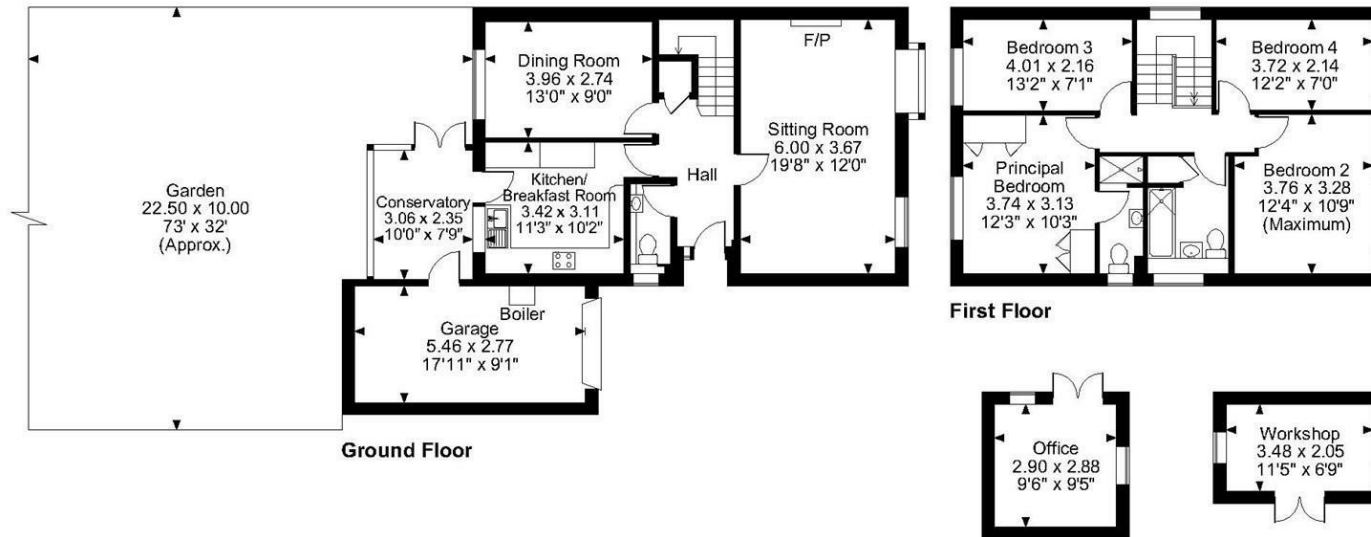 Garden
22.50 x 10.00
73' x 32'
(Approx.)
Dining Room
3.96 x 2.74
13'0" x 9'0"
Conservatory
3.06 x 2.35
10'0" x 7'9"
Kitchen/
Breakfast Room
3.42 x 3.11
11'3" x 10'2"
Hall
F/P
Sitting Room
6.00 x 3.67
19'8" x 12'0"
Boiler
Garage
5.46 x 2.77
17'11" x 9'1"
Ground Floor
Bedroom 3
4.01 x 2.16
13'2" x 7'1"
Bedroom 4
3.72 x 2.14
12'2" x 7'0"
Principal
Bedroom
3.74 x 3.13
12'3" x 10'3"
Bedroom 2
3.76 x 3.28
12'4" x 10'9"
(Maximum)
First Floor
Office
2.90 x 2.88
9'6" x 9'5"
Workshop
3.48 x 2.05
11'5" x 6'9"